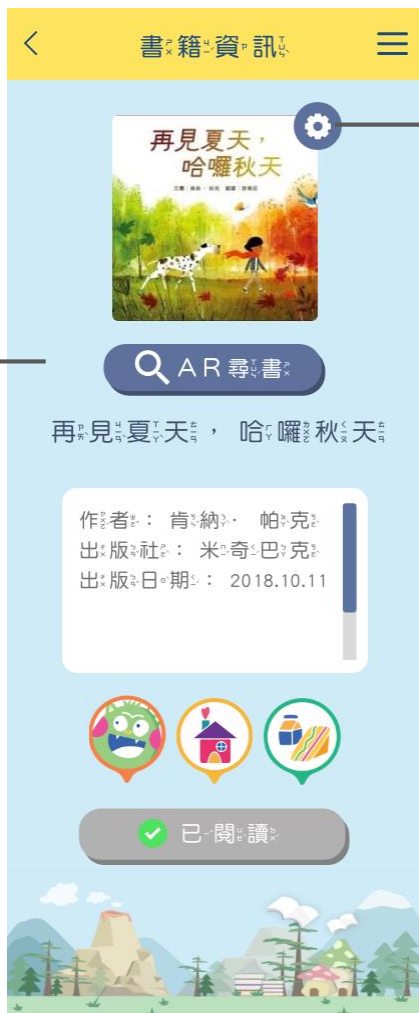 書籍資訊
再見夏天，
哈囉秋天
AR尋書
再見夏天，哈囉秋天
作者：肯納· 帕克
出版社：米奇巴克
出版日期：2018.10.11
已閱讀